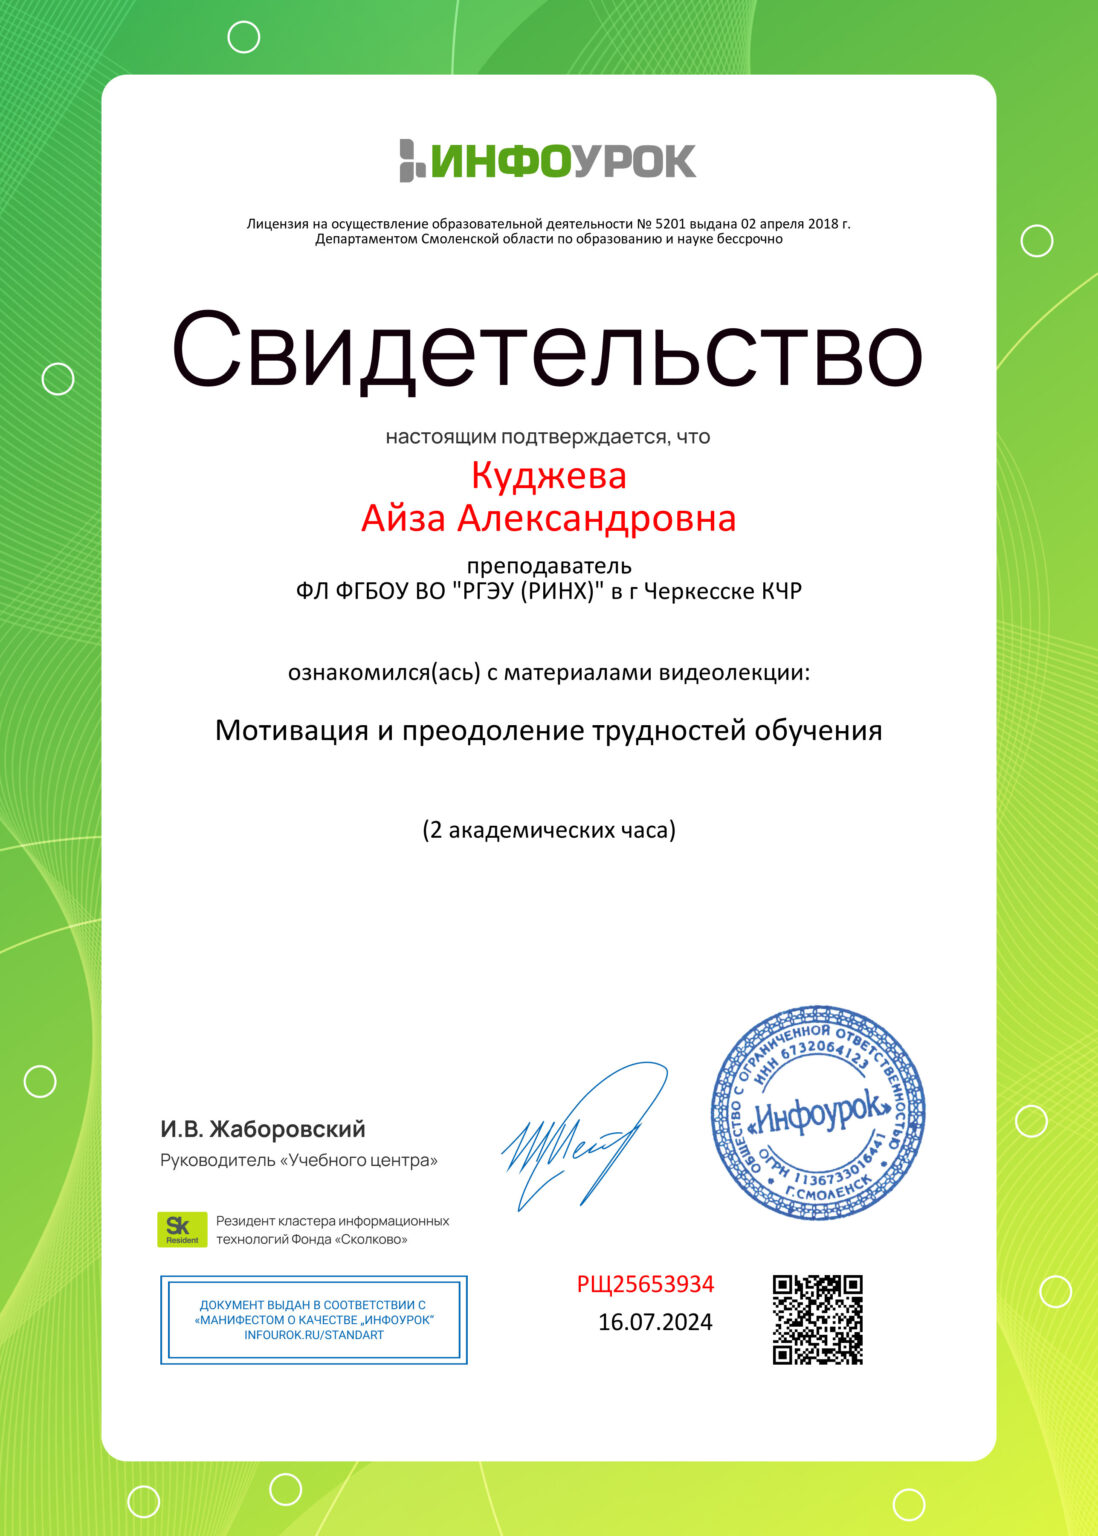 ИНФОУРОК
Лицензия на осуществление образовательной деятельности № 5201 выдана 02 апреля 2018 г.
Департаментом Смоленской области по образованию и науке бессрочно
Свидетельство
настоящим подтверждается, что
Куджева
Айза Александровна
преподаватель
ФЛ ФГБОУ ВО "РГЭУ (РИНХ)" в г Черкесске КЧР
ознакомился(ась) с материалами видеолекции:
Мотивация и преодоление трудностей обучения
(2 академических часа)
И.В. Жаборовский
Руководитель «Учебного центра»
ОБЩЕСТВО С ОГРАНИЧЕННОЙ ОТВЕТСТВЕННОСТЬЮ
ИНН 6732064123
«Инфоурок»
ОГРН 1136733016441
* Г.СМОЛЕНСК *
Sk
Resident
Резидент кластера информационных
технологий Фонда «Сколково»
ДОКУМЕНТ ВЫДАН В СООТВЕТСТВИИ С
«МАНИФЕСТОМ О КАЧЕСТВЕ „ИНФОУРОК"
INFOUROK.RU/STANDART
РЩ25653934
16.07.2024